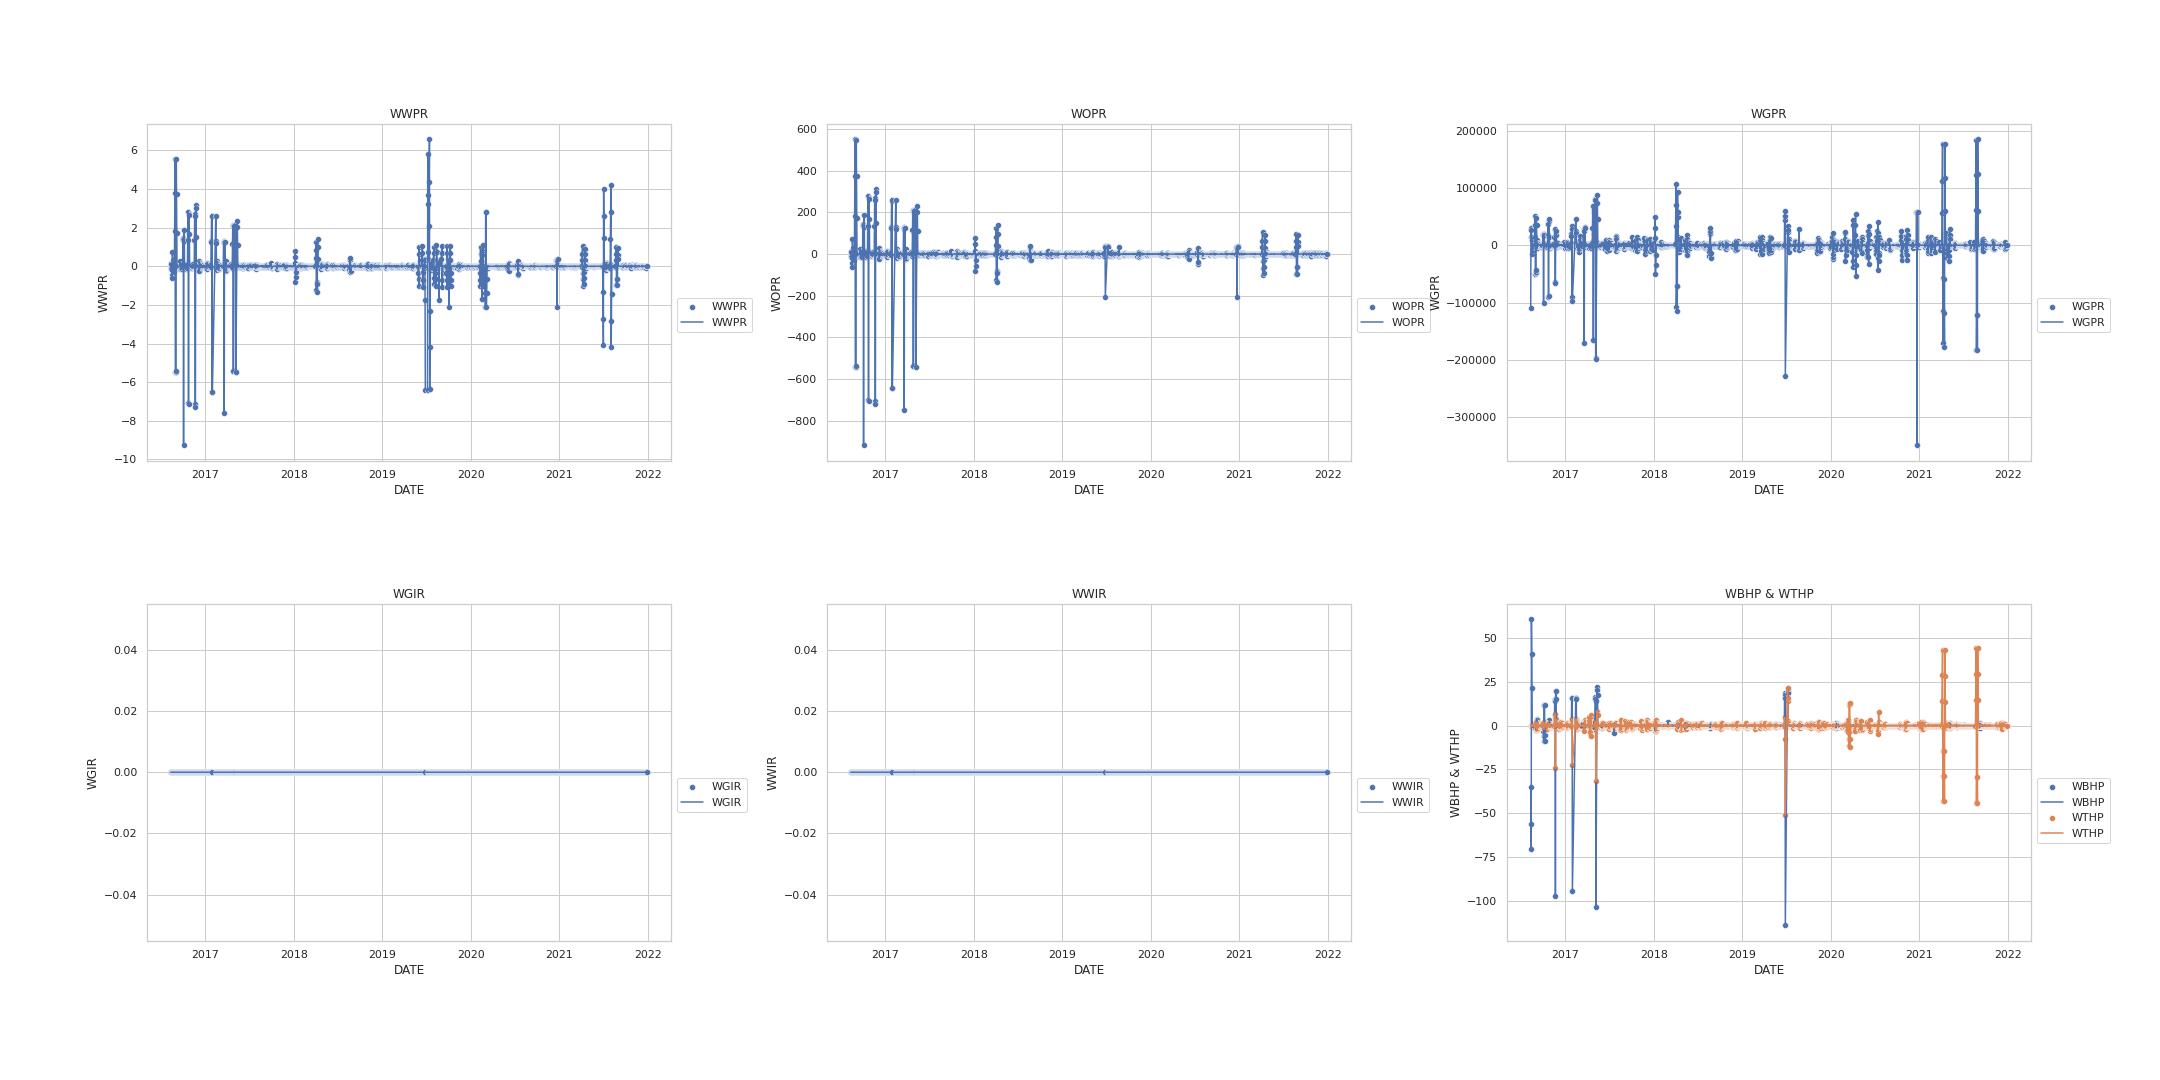 WWPR
WWPR
6
4
2
0
−2
−4
−6
−8
−10
2017 2018 2019 2020 2021 2022
DATE
WWPR
WWPR
WOPR
WOPR
600
400
200
0
−200
−400
−600
−800
2017 2018 2019 2020 2021 2022
DATE
WOPR
WOPR
WGPR
WGPR
200000
100000
0
−100000
−200000
−300000
2017 2018 2019 2020 2021 2022
DATE
WGPR
WGPR
WGIR
WGIR
0.04
0.02
0.00
−0.02
−0.04
2017 2018 2019 2020 2021 2022
DATE
WGIR
WGIR
WWIR
WWIR
0.04
0.02
0.00
−0.02
−0.04
2017 2018 2019 2020 2021 2022
DATE
WWIR
WWIR
WBHP & WTHP
WBHP & WTHP
50
25
0
−25
−50
−75
−100
2017 2018 2019 2020 2021 2022
DATE
WBHP
WBHP
WTHP
WTHP